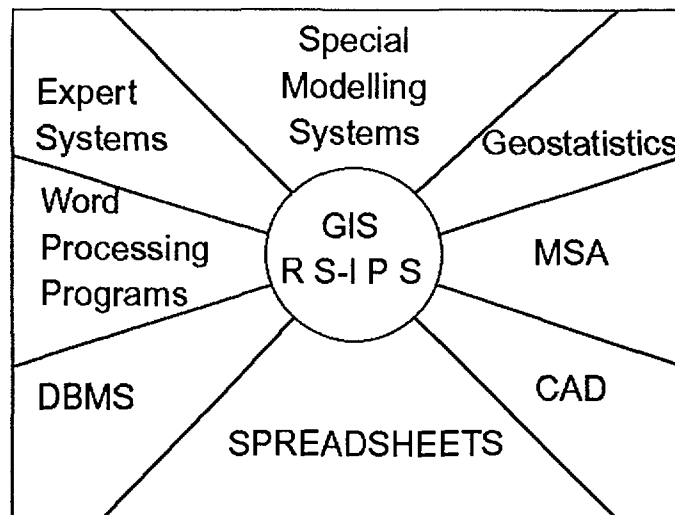 Special
Modelling
Systems
Expert
Systems
Geostatistics
Word
Processing
Programs
GIS
R S-I P S
MSA
DBMS
CAD
SPREADSHEETS